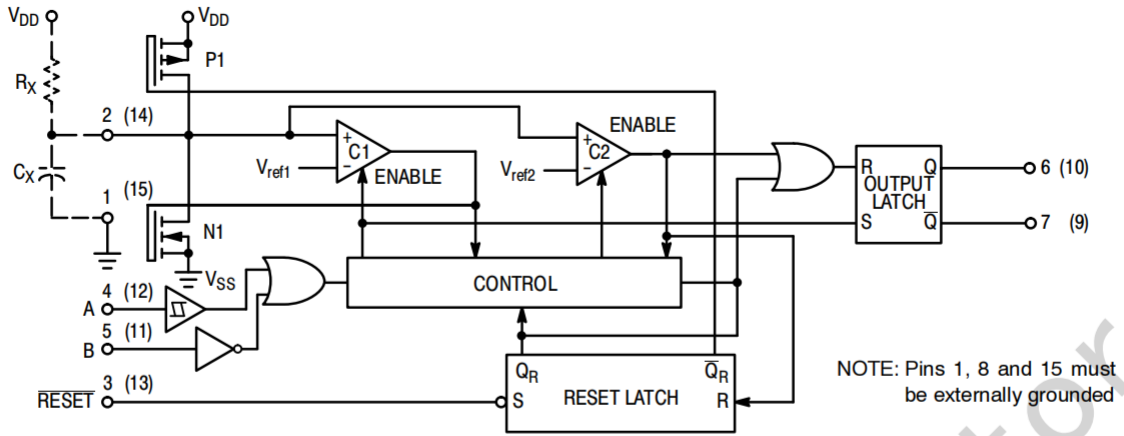 VDD
VDD
P1
RX
2 (14)
ENABLE
+
C1
−
Vref1
ENABLE
+
C2
−
Vref2
CX
1 (15)
N1
VSS
R Q
OUTPUT
LATCH
S Q̅
6 (10)
7 (9)
CONTROL
4 (12)
A
5 (11)
B
3 (13)
R̅E̅S̅E̅T̅
QR Q̅R
S RESET LATCH R
NOTE: Pins 1, 8 and 15 must
be externally grounded